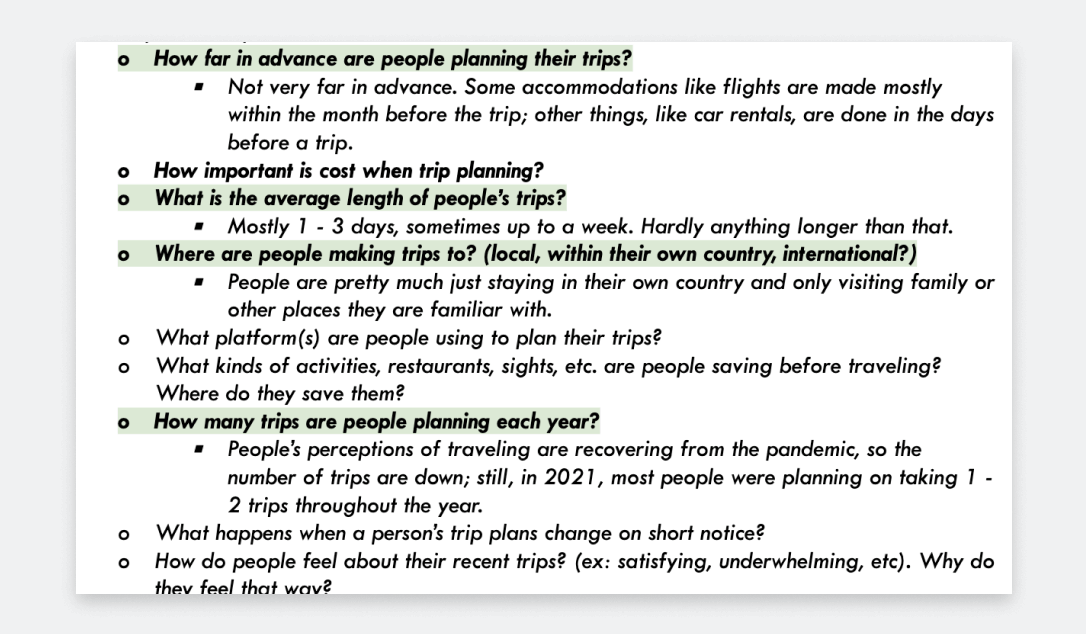 o How far in advance are people planning their trips?
▪ Not very far in advance. Some accommodations like flights are made mostly
within the month before the trip; other things, like car rentals, are done in the days
before a trip.
o How important is cost when trip planning?
o What is the average length of people's trips?
▪ Mostly 1 - 3 days, sometimes up to a week. Hardly anything longer than that.
o Where are people making trips to? (local, within their own country, international?)
▪ People are pretty much just staying in their own country and only visiting family or
other places they are familiar with.
o What platform(s) are people using to plan their trips?
o What kinds of activities, restaurants, sights, etc. are people saving before traveling?
Where do they save them?
o How many trips are people planning each year?
▪ People's perceptions of traveling are recovering from the pandemic, so the
number of trips are down; still, in 2021, most people were planning on taking 1 -
2 trips throughout the year.
o What happens when a person's trip plans change on short notice?
o How do people feel about their recent trips? (ex: satisfying, underwhelming, etc). Why do
they feel that way?